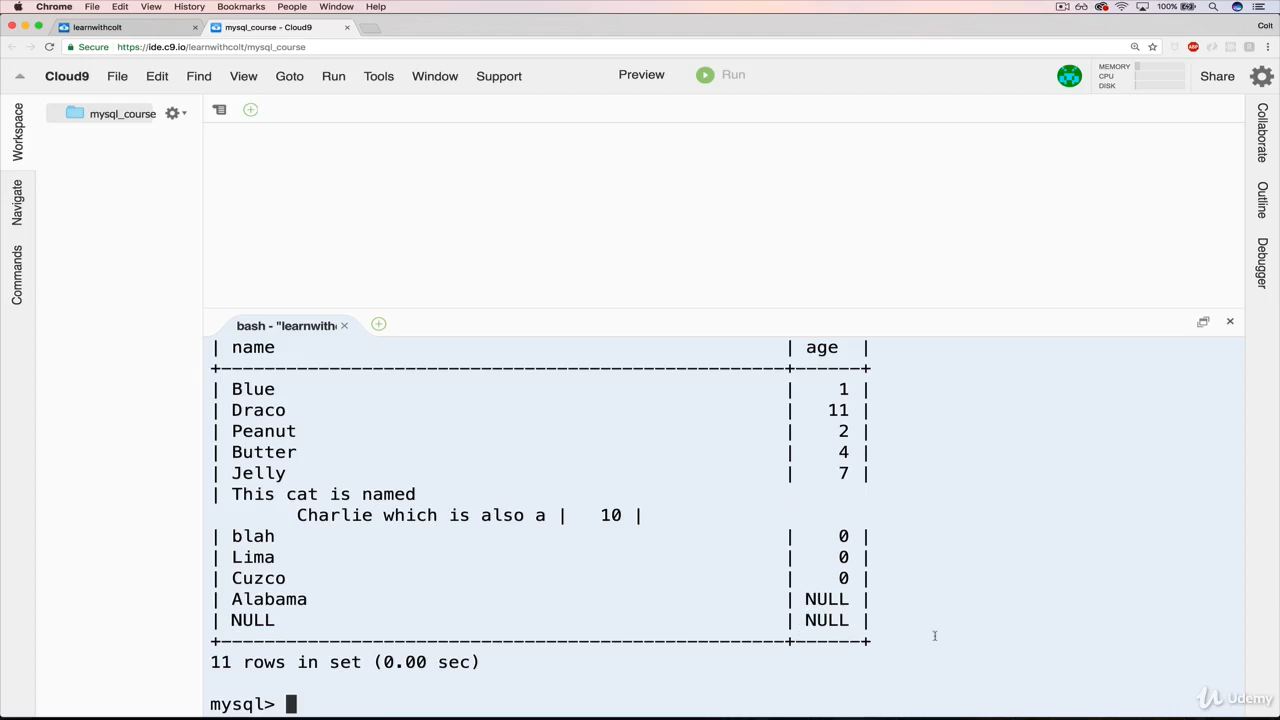 Chrome File Edit View History Bookmarks People Window Help 100% Colt
learnwithcolt mysql_course - Cloud9
Secure https://ide.c9.io/learnwithcolt/mysql_course
Cloud9 File Edit Find View Goto Run Tools Window Support Preview Run MEMORY CPU DISK Share
Workspace
Navigate
Commands
mysql_course
Collaborate
Outline
Debugger
bash - "learnwith
| name | age |
+----------------------------------------------------+------+
| Blue | 1 |
| Draco | 11 |
| Peanut | 2 |
| Butter | 4 |
| Jelly | 7 |
| This cat is named
Charlie which is also a | 10 |
| blah | 0 |
| Lima | 0 |
| Cuzco | 0 |
| Alabama | NULL |
| NULL | NULL |
+----------------------------------------------------+------+
11 rows in set (0.00 sec)
mysql>
Udemy